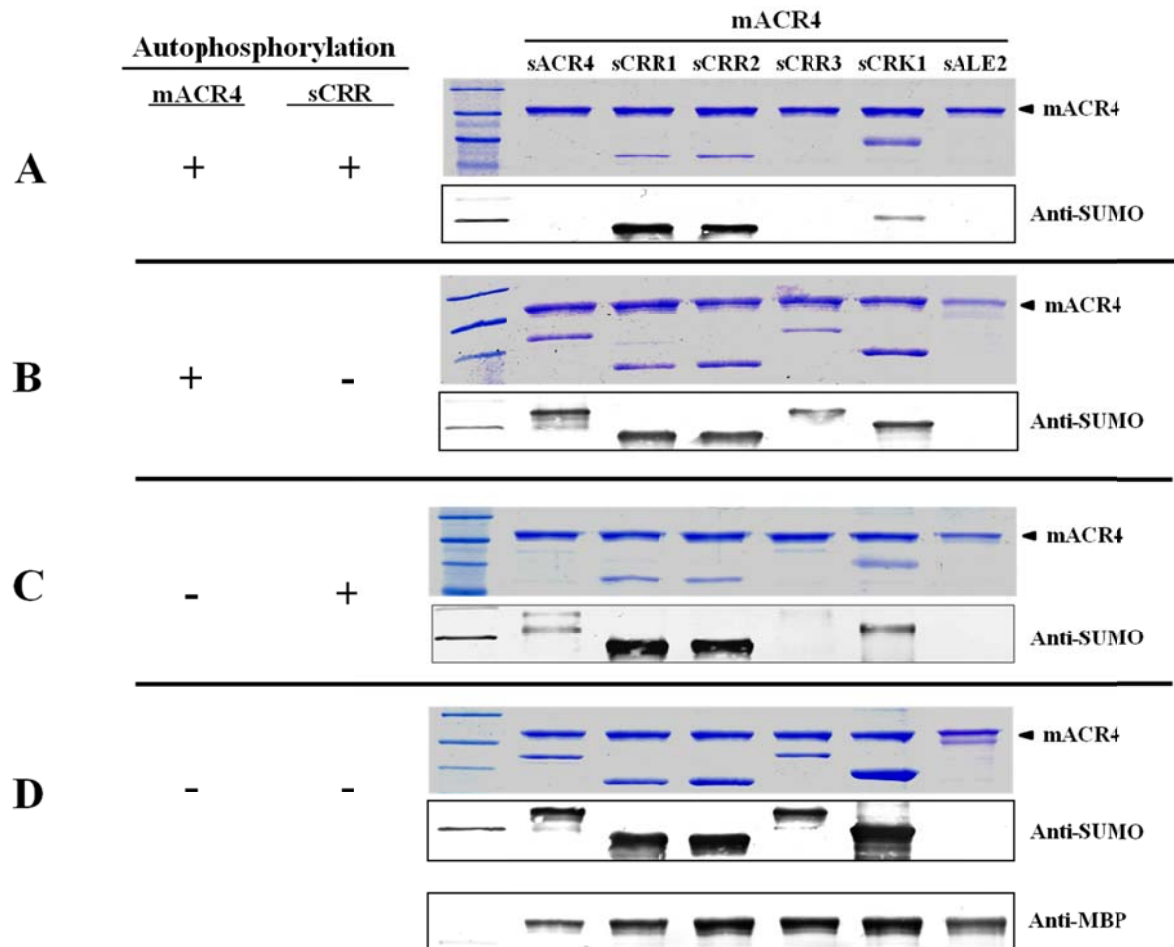 mACR4
Autophosphorylation
mACR4 sCRR
sACR4 sCRR1 sCRR2 sCRR3 sCRK1 sALE2
mACR4
A + +
Anti-SUMO
mACR4
B + -
Anti-SUMO
mACR4
C - +
Anti-SUMO
mACR4
D - -
Anti-SUMO
Anti-MBP